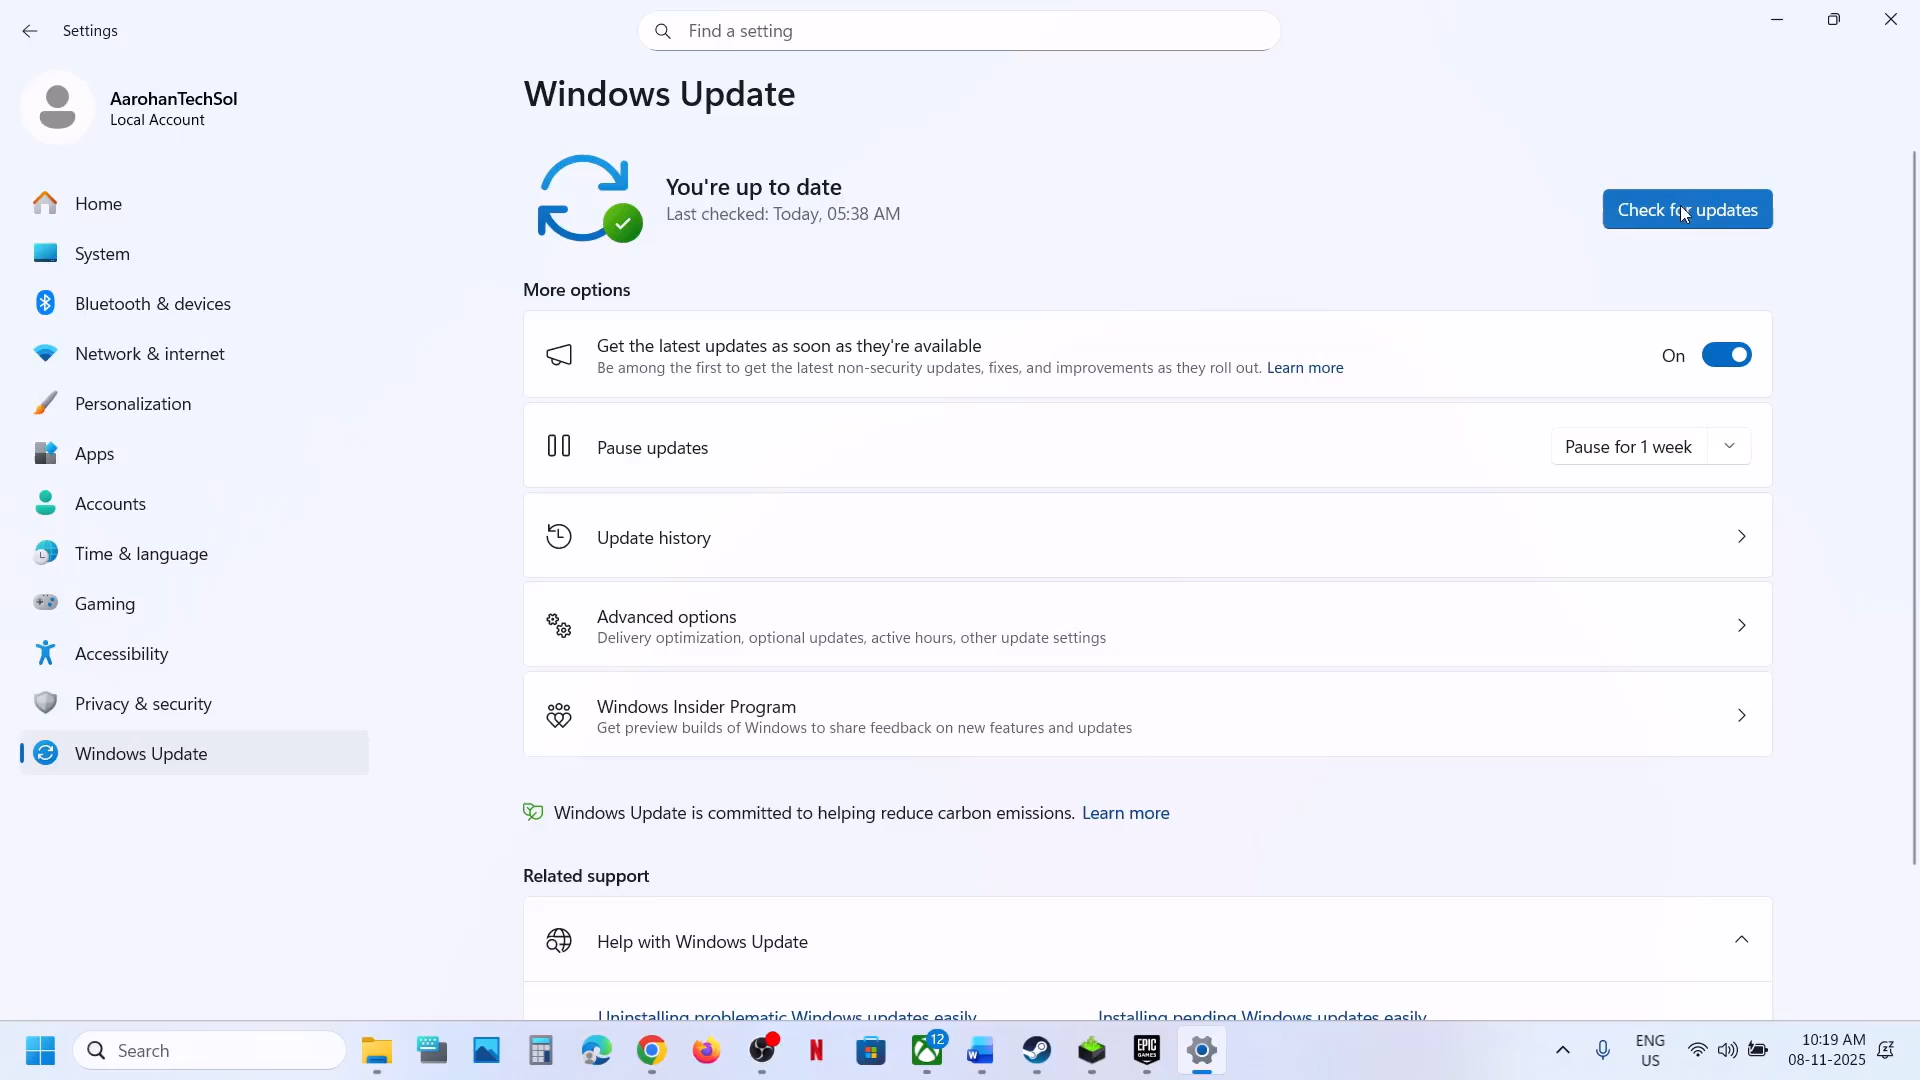 Settings
Find a setting
AarohanTechSol
Local Account
Home
System
Bluetooth & devices
Network & internet
Personalization
Apps
Accounts
Time & language
Gaming
Accessibility
Privacy & security
Windows Update
Windows Update
You're up to date
Last checked: Today, 05:38 AM
Check for updates
More options
Get the latest updates as soon as they're available
Be among the first to get the latest non-security updates, fixes, and improvements as they roll out. Learn more
On
Pause updates
Pause for 1 week
Update history
Advanced options
Delivery optimization, optional updates, active hours, other update settings
Windows Insider Program
Get preview builds of Windows to share feedback on new features and updates
Windows Update is committed to helping reduce carbon emissions. Learn more
Related support
Help with Windows Update
Uninstalling problematic Windows updates easily
Installing pending Windows updates easily
Search
N
12
W
EPIC
GAMES
ENG
US
10:19 AM
08-11-2025